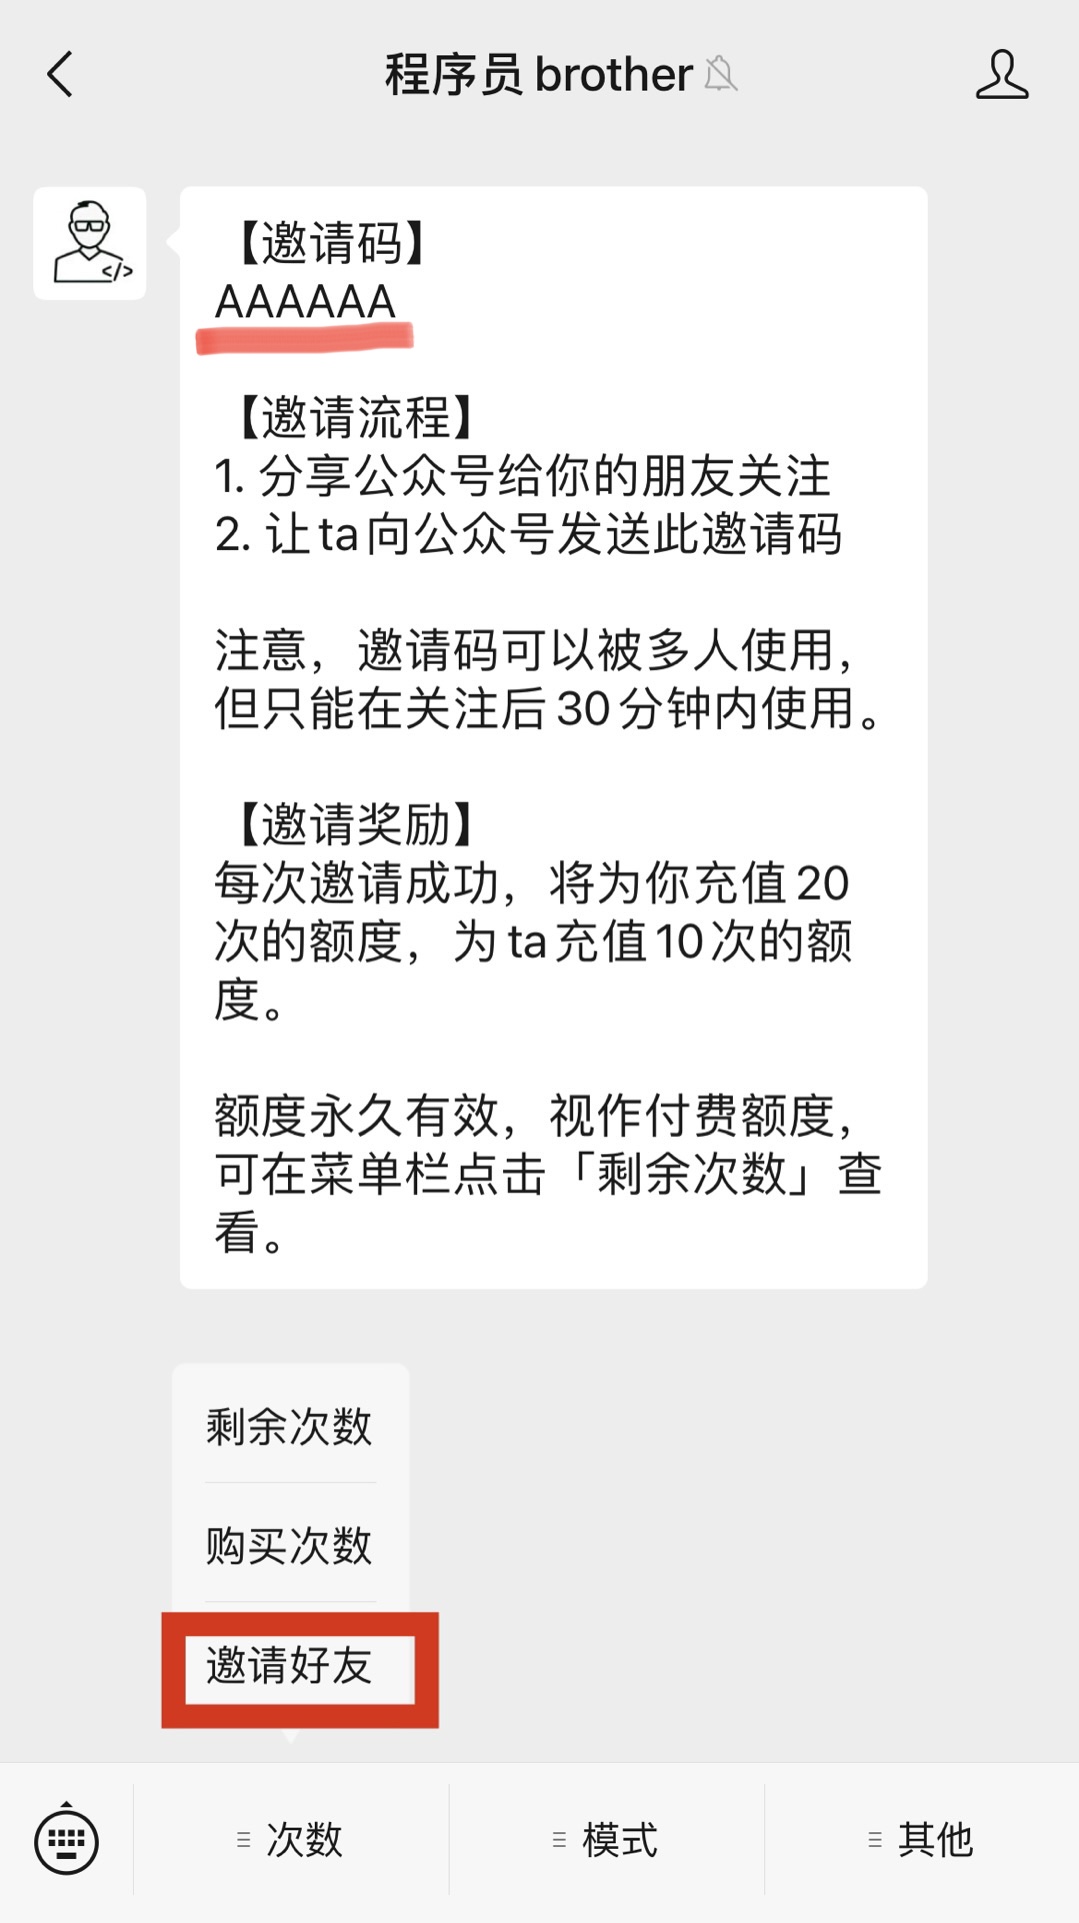 程序员brother
</>
【邀请码】
AAAAAA
【邀请流程】
1. 分享公众号给你的朋友关注
2. 让ta向公众号发送此邀请码
注意，邀请码可以被多人使用，
但只能在关注后30分钟内使用。
【邀请奖励】
每次邀请成功，将为你充值20
次的额度，为ta充值10次的额
度。
额度永久有效，视作付费额度，
可在菜单栏点击「剩余次数」查
看。
剩余次数
购买次数
邀请好友
次数
模式
其他